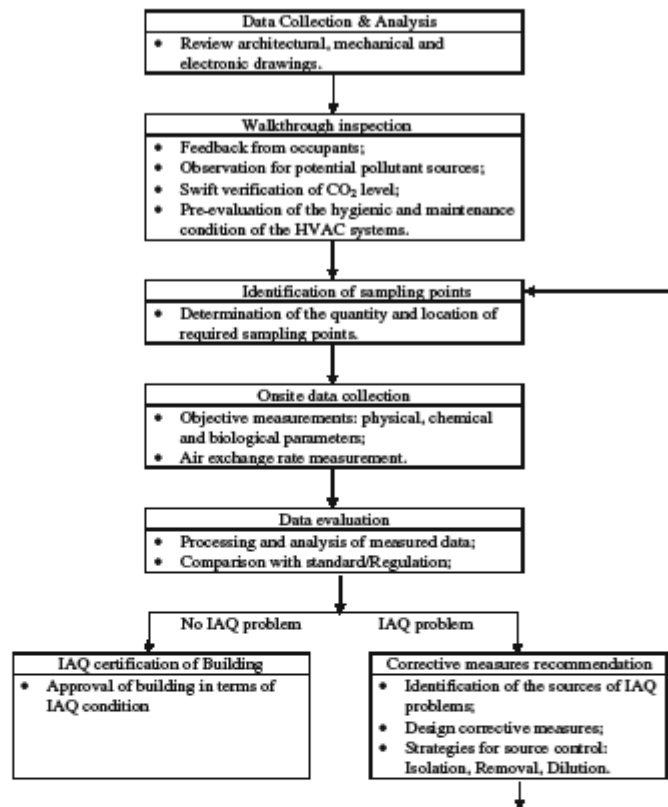 Data Collection & Analysis
• Review architectural, mechanical and
electronic drawings.
Walkthrough inspection
• Feedback from occupants;
• Observation for potential pollutant sources;
• Swift verification of CO₂ level;
• Pre-evaluation of the hygienic and maintenance
condition of the HVAC systems.
Identification of sampling points
• Determination of the quantity and location of
required sampling points.
Onsite data collection
• Objective measurements: physical, chemical
and biological parameters;
• Air exchange rate measurement.
Data evaluation
• Processing and analysis of measured data;
• Comparison with standard/Regulation;
No IAQ problem
IAQ problem
IAQ certification of Building
• Approval of building in terms of
IAQ condition
Corrective measures recommendation
• Identification of the sources of IAQ
problems;
• Design corrective measures;
• Strategies for source control:
Isolation, Removal, Dilution.